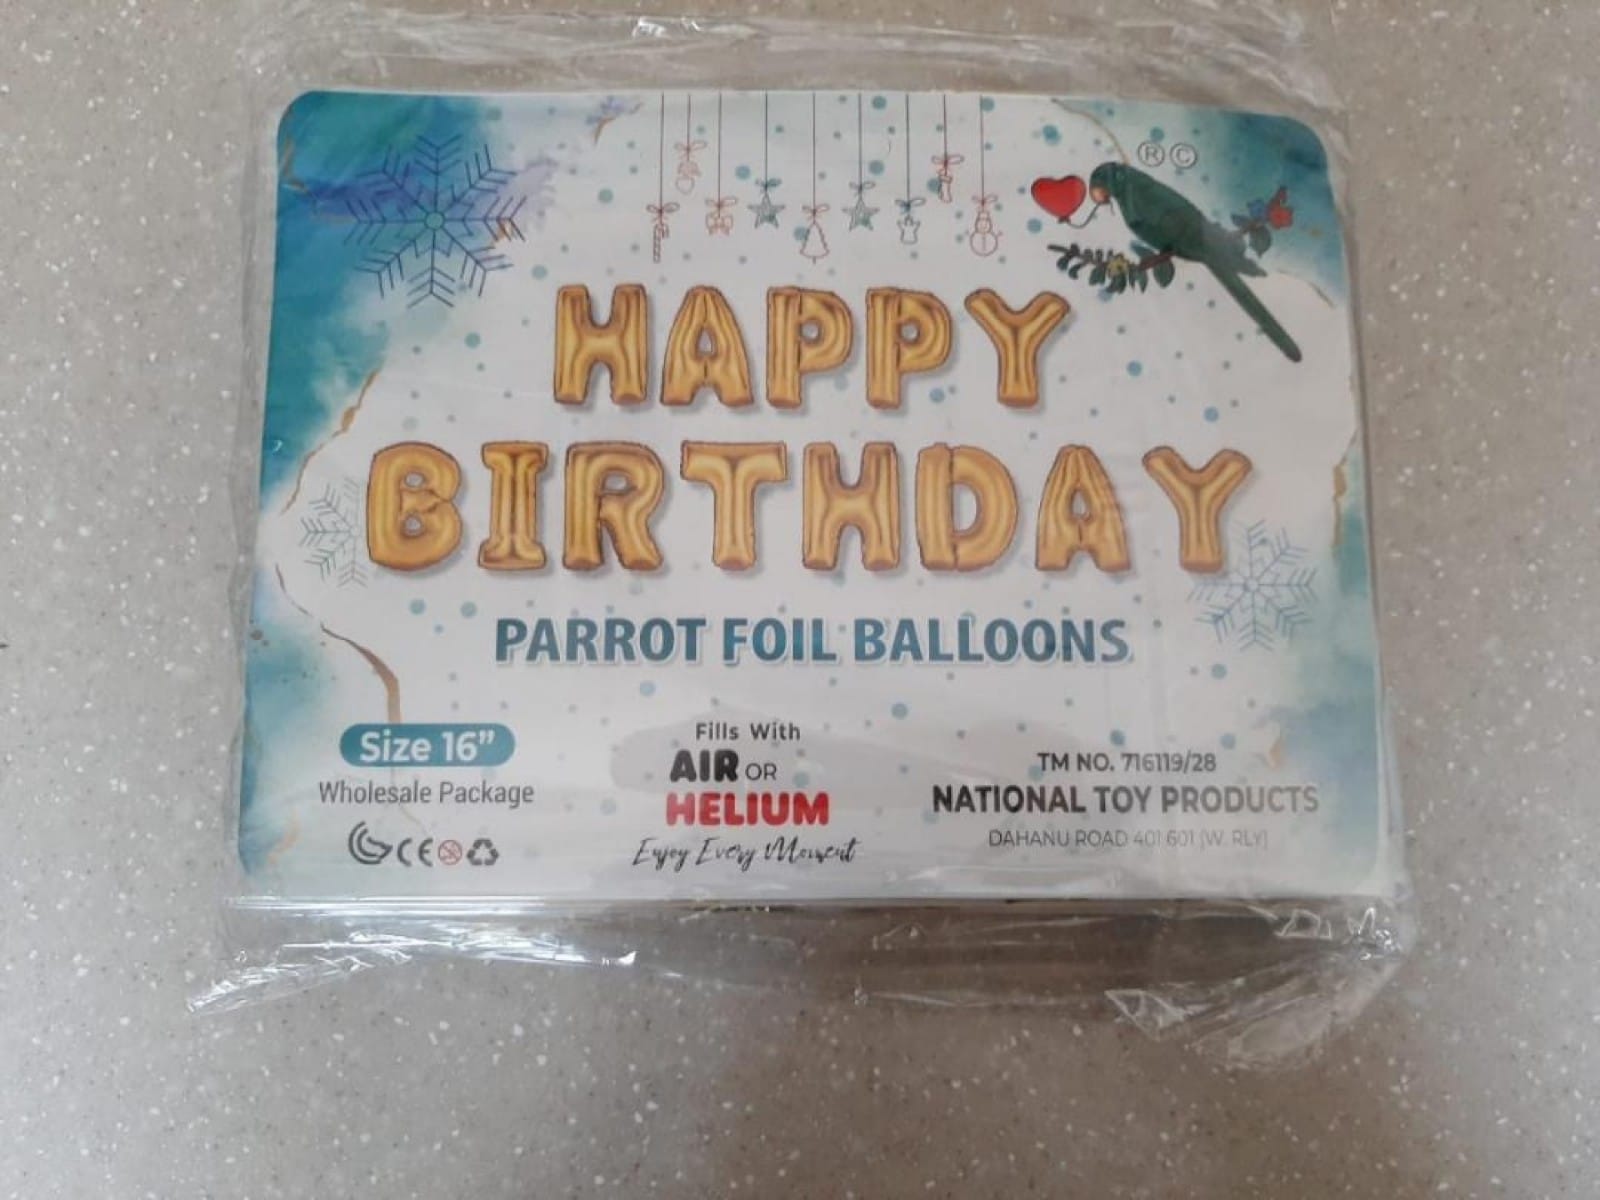 ® ©
HAPPY
BIRTHDAY
PARROT FOIL BALLOONS
Size 16”
Wholesale Package
CE
Fills With
AIR OR
HELIUM
Enjoy Every Moment
TM NO. 716119/28
NATIONAL TOY PRODUCTS
DAHANU ROAD 401 601 [W. RLY]